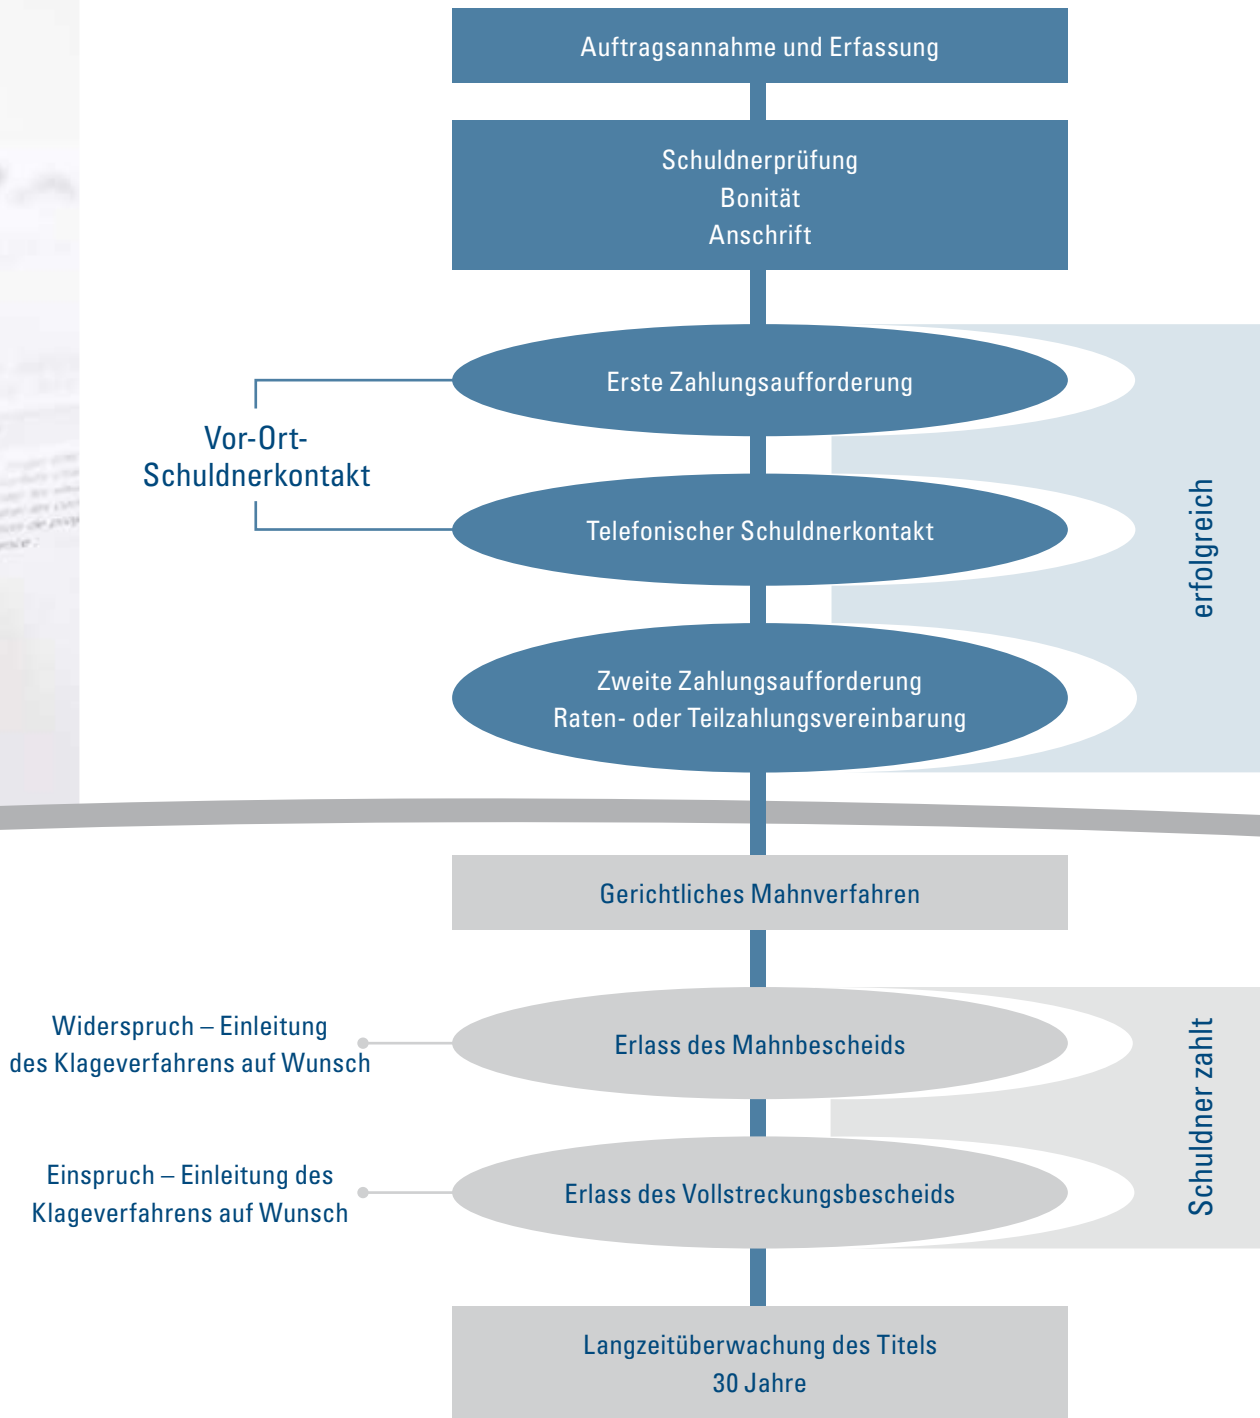 Auftragsannahme und Erfassung
Schuldnerprüfung
Bonität
Anschrift
Erste Zahlungsaufforderung
Vor-Ort-
Schuldnerkontakt
Telefonischer Schuldnerkontakt
erfolgreich
Zweite Zahlungsaufforderung
Raten- oder Teilzahlungsvereinbarung
Gerichtliches Mahnverfahren
Widerspruch – Einleitung
des Klageverfahrens auf Wunsch
Erlass des Mahnbescheids
Schuldner zahlt
Einspruch – Einleitung des
Klageverfahrens auf Wunsch
Erlass des Vollstreckungsbescheids
Langzeitüberwachung des Titels
30 Jahre